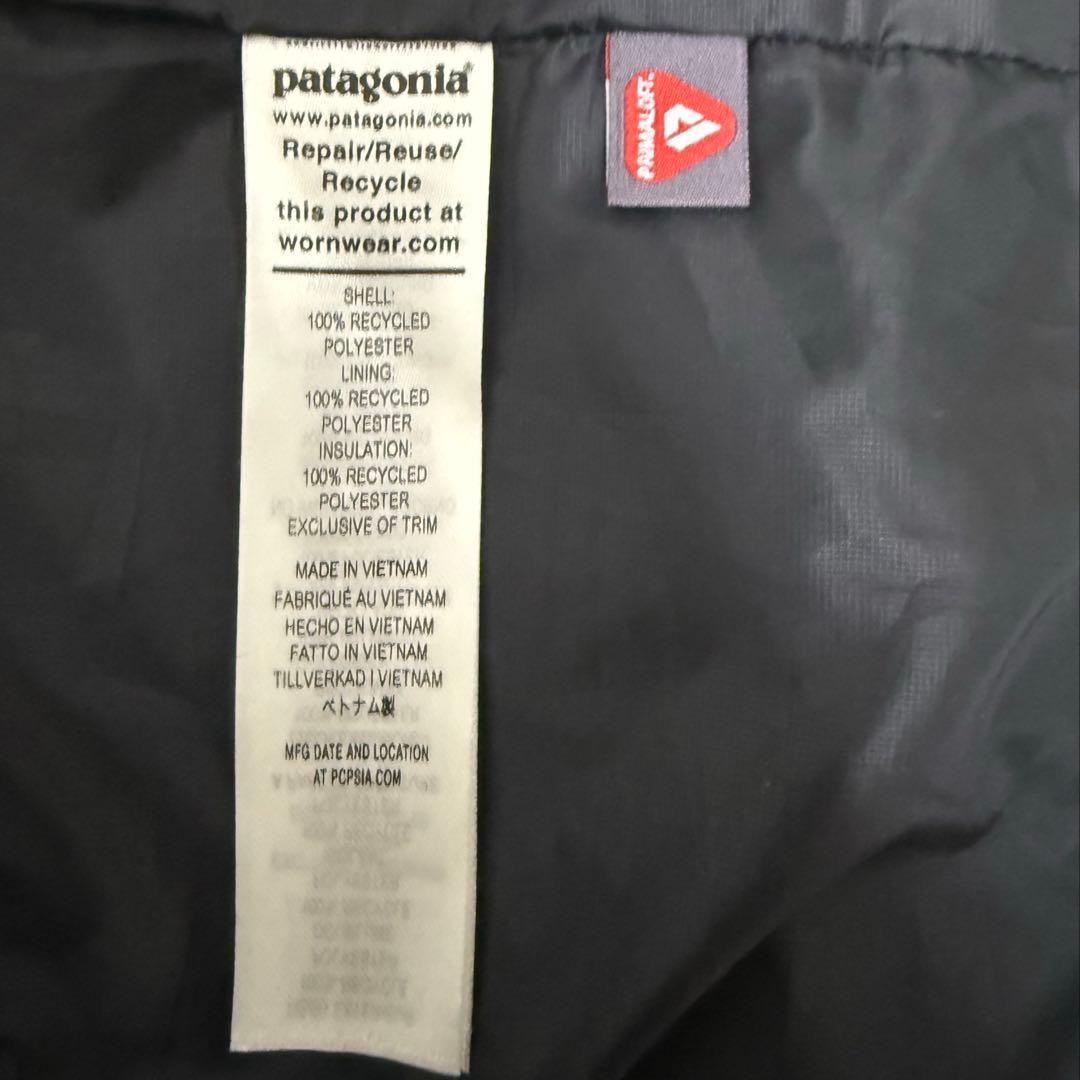 patagonia®
www.patagonia.com
Repair/Reuse/
Recycle
this product at
wornwear.com
SHELL:
100% RECYCLED
POLYESTER
LINING:
100% RECYCLED
POLYESTER
INSULATION:
100% RECYCLED
POLYESTER
EXCLUSIVE OF TRIM
MADE IN VIETNAM
FABRIQUÉ AU VIETNAM
HECHO EN VIETNAM
FATTO IN VIETNAM
TILLVERKAD I VIETNAM
ベトナム製
MFG DATE AND LOCATION
AT PCPSIA.COM
PRIMALOFT